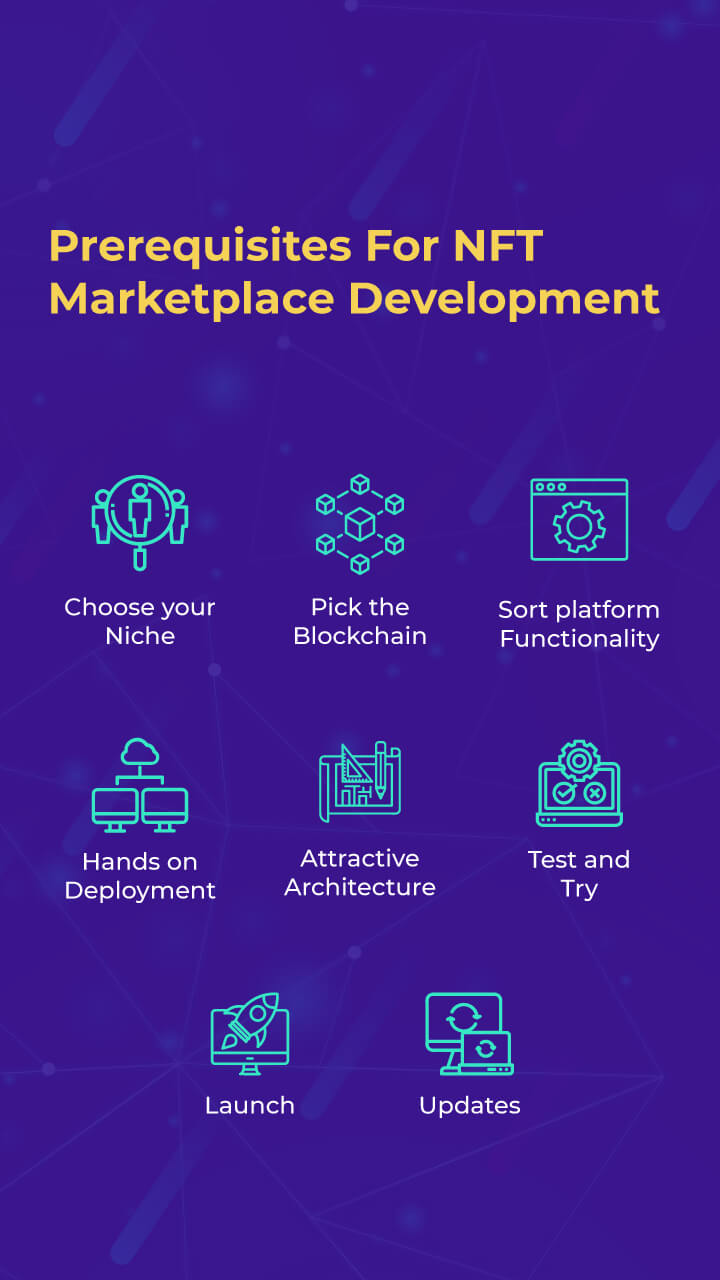 Prerequisites For NFT
Marketplace Development
Choose your
Niche
Pick the
Blockchain
Sort platform
Functionality
Hands on
Deployment
Attractive
Architecture
Test and
Try
Launch
Updates